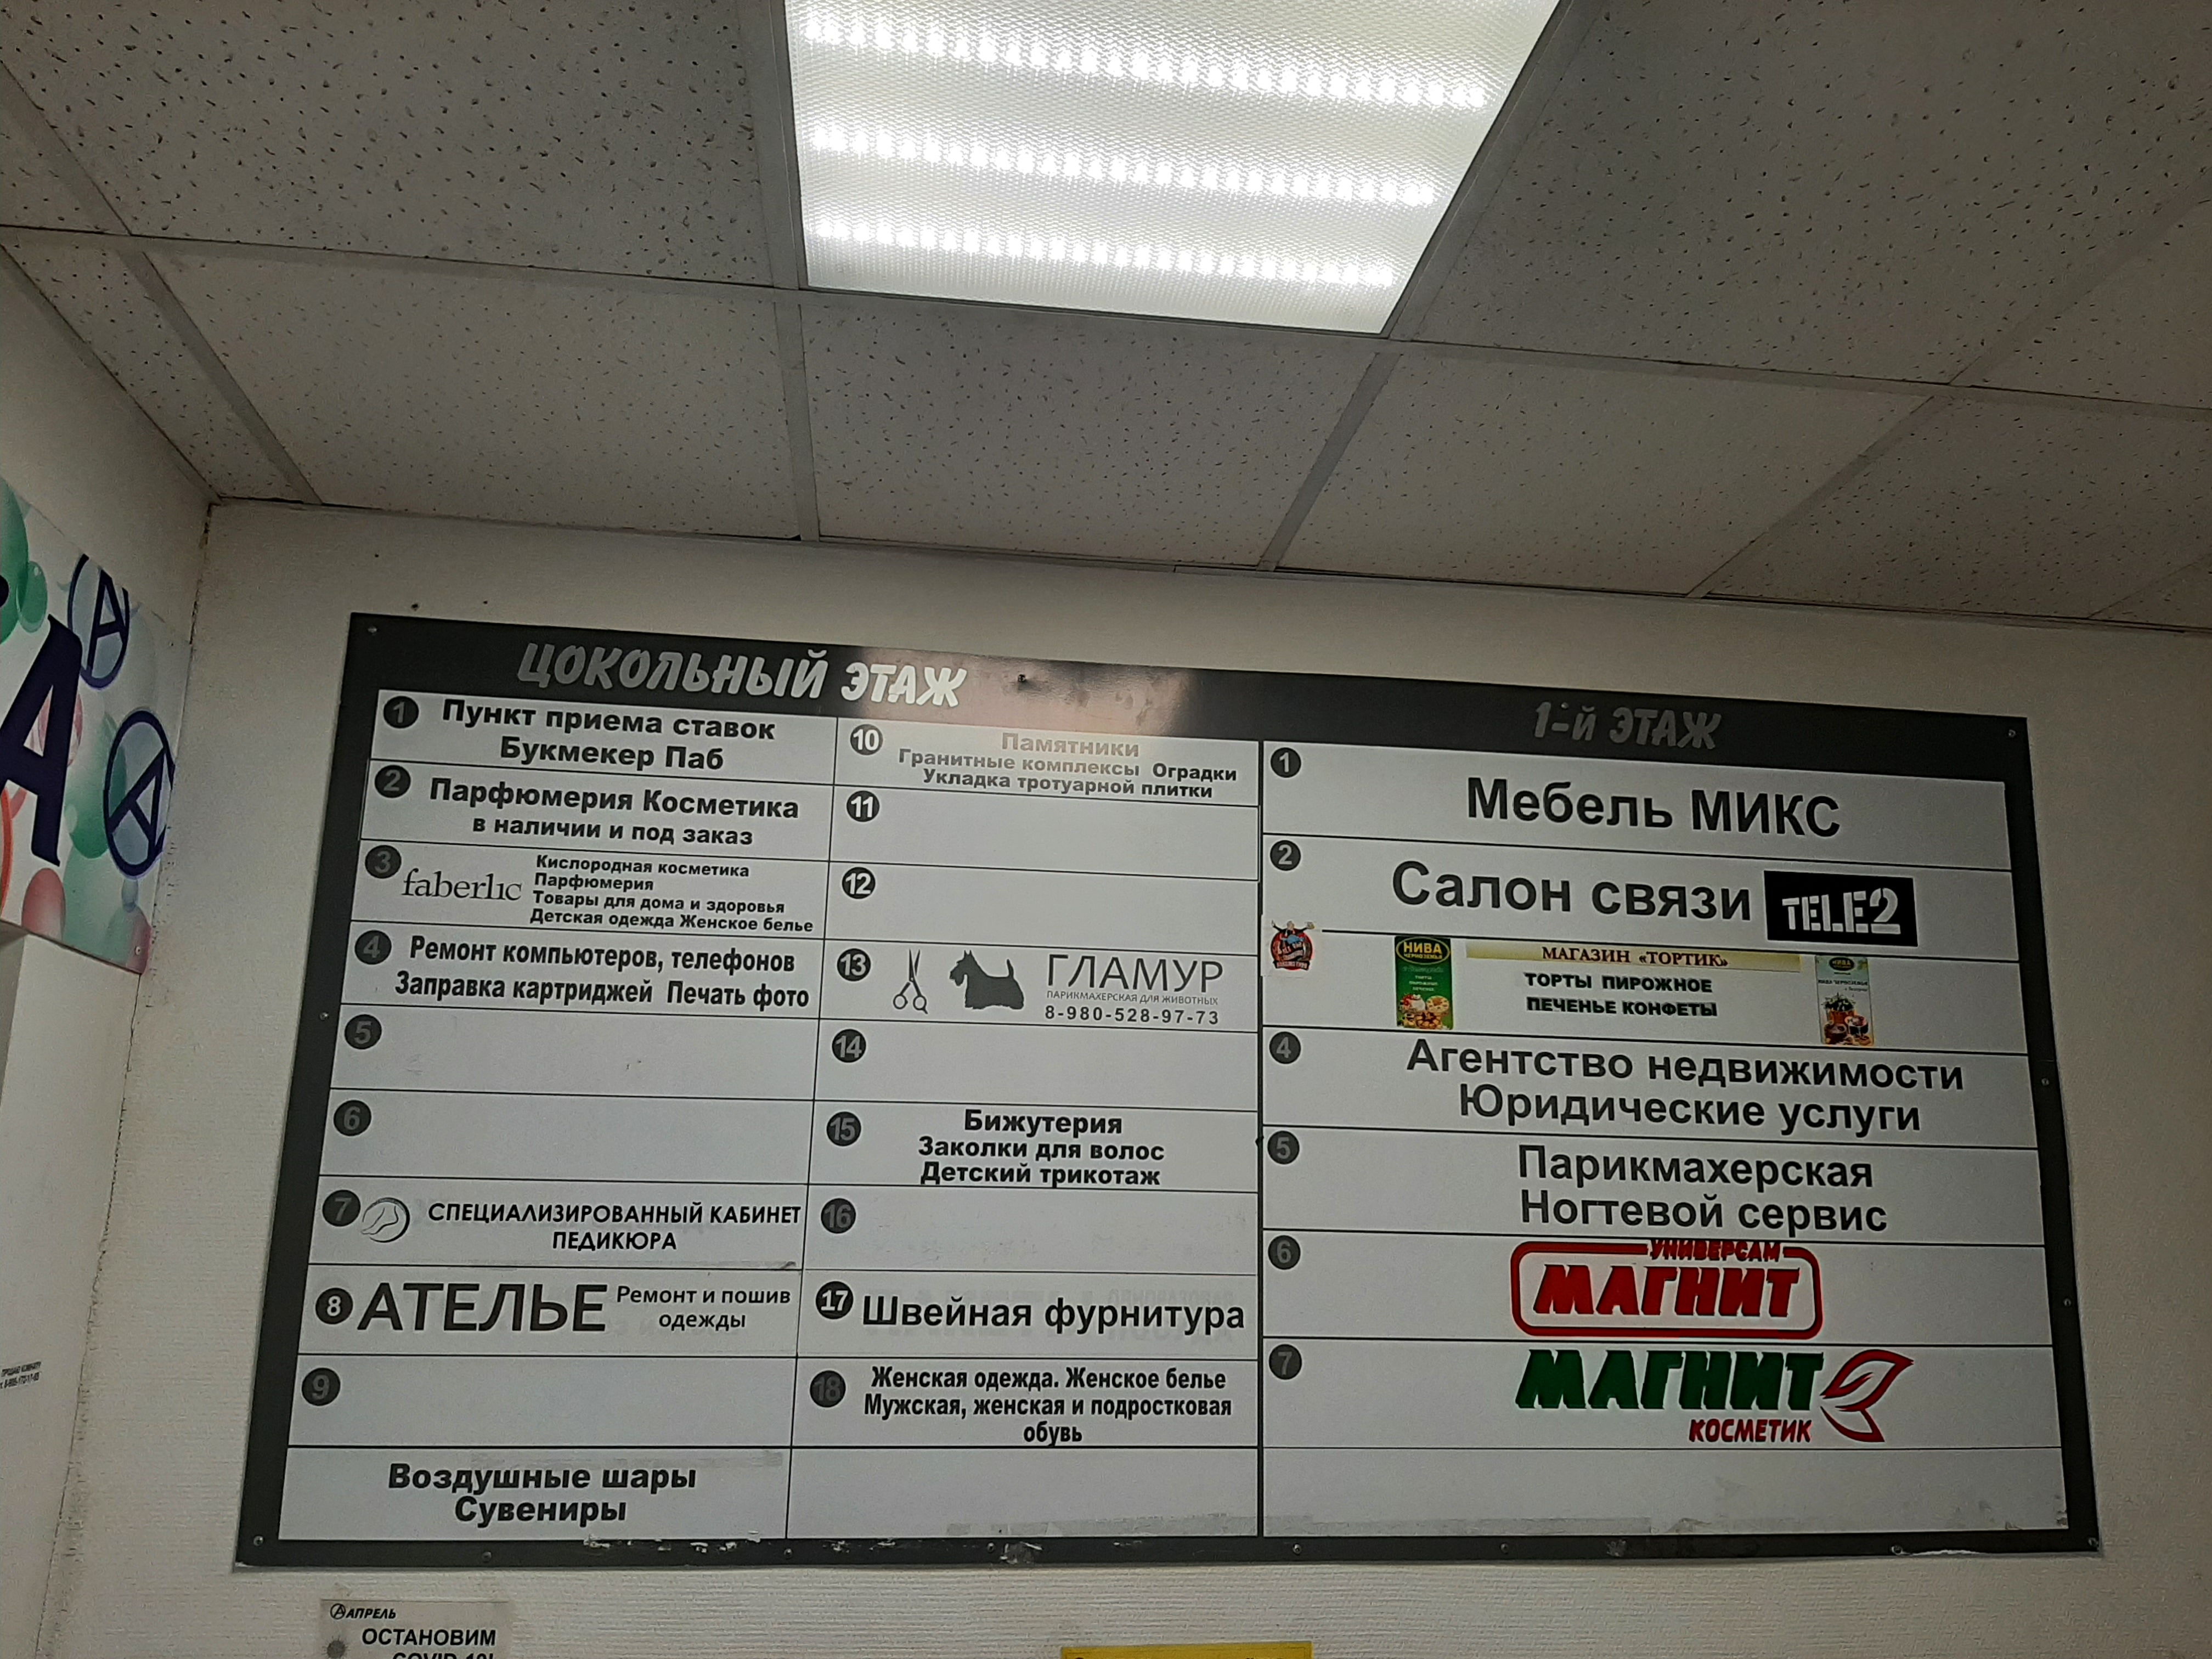 ЦОКОЛЬНЫЙ ЭТАЖ
1 Пункт приема ставок
Букмекер Паб
2 Парфюмерия Косметика
в наличии и под заказ
3 faberlic
Кислородная косметика
Парфюмерия
Товары для дома и здоровья
Детская одежда Женское белье
4 Ремонт компьютеров, телефонов
Заправка картриджей Печать фото
5
6
7 СПЕЦИАЛИЗИРОВАННЫЙ КАБИНЕТ
ПЕДИКЮРА
8 АТЕЛЬЕ Ремонт и пошив
одежды
9
Воздушные шары
Сувениры
10 Памятники
Гранитные комплексы Оградки
Укладка тротуарной плитки
11
12
13 ГЛАМУР
ПАРИКМАХЕРСКАЯ ДЛЯ ЖИВОТНЫХ
8-980-528-97-73
14
15 Бижутерия
Заколки для волос
Детский трикотаж
16
17 Швейная фурнитура
18 Женская одежда. Женское белье
Мужская, женская и подростковая
обувь
1-й ЭТАЖ
1 Мебель МИКС
2 Салон связи TELE2
НИВА
МАГАЗИН «ТОРТИК»
ТОРТЫ ПИРОЖНОЕ
ПЕЧЕНЬЕ КОНФЕТЫ
4 Агентство недвижимости
Юридические услуги
5 Парикмахерская
Ногтевой сервис
6 УНИВЕРСАМ
МАГНИТ
7 МАГНИТ
КОСМЕТИК
АПРЕЛЬ
ОСТАНОВИМ
COVID-19!